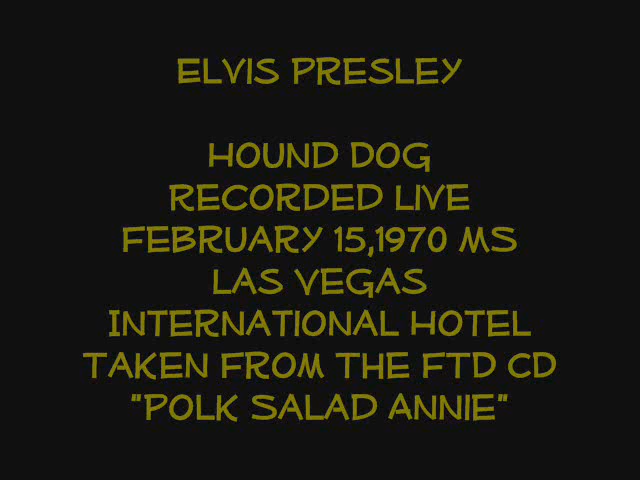 ELVIS PRESLEY
HOUND DOG
RECORDED LIVE
FEBRUARY 15,1970 MS
LAS VEGAS
INTERNATIONAL HOTEL
TAKEN FROM THE FTD CD
"POLK SALAD ANNIE"